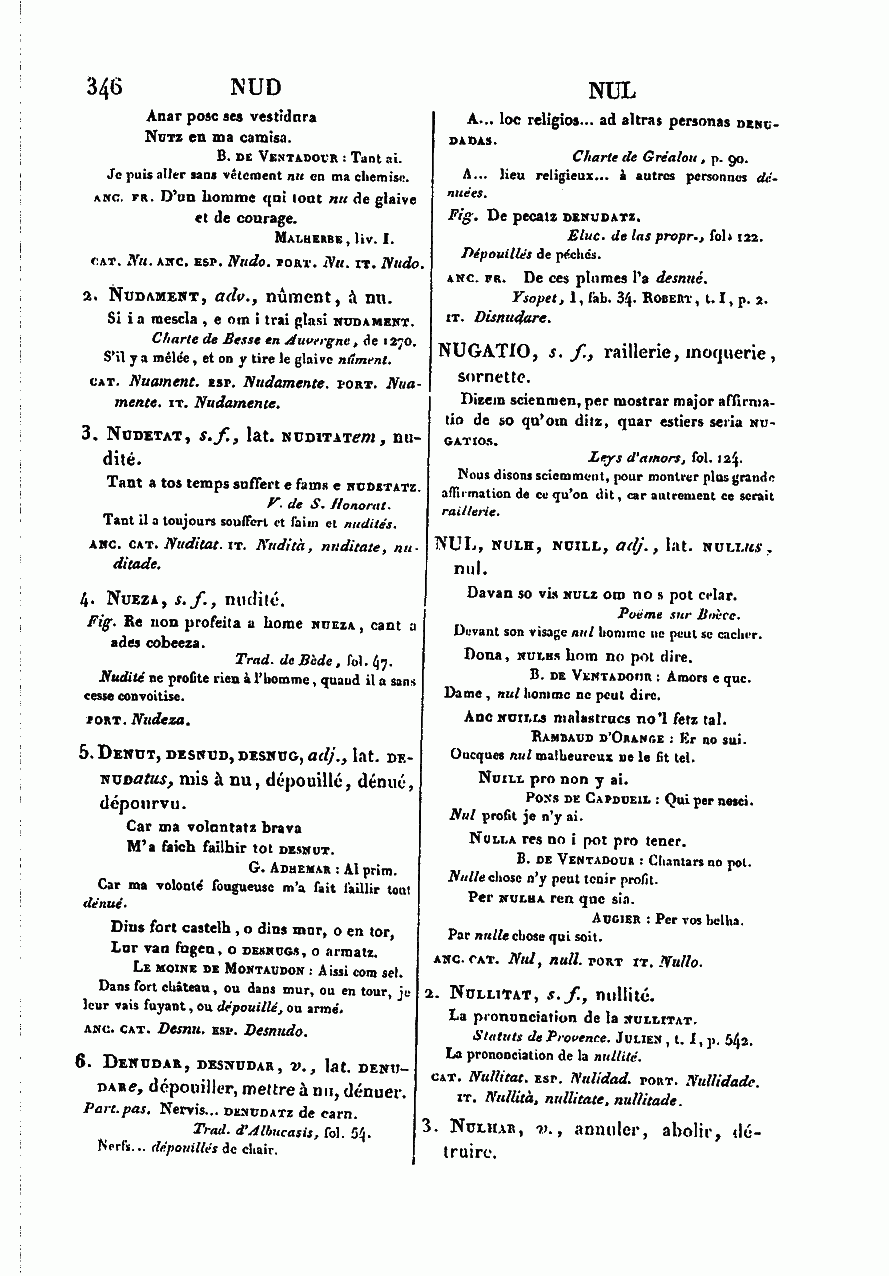 346 NUD NUL
Anar posc ses vestidura
NUTZ en ma camisa.
B. DE VENTADOUR : Tant ai.
Je puis aller sans vêtement nu en ma chemise.
ANC. FR. D'un homme qui tout nu de glaive
et de courage.
MALHERBE, liv. I.
CAT. Nu. ANC. ESP. Nudo. PORT. Nu. IT. Nudo.
2. NUDAMENT, adv., nûment, à nu.
Si i a mescla, e om i trai glasi NUDAMENT.
Charte de Besse en Auvergne, de 1270.
S'il y a mêlée, et on y tire le glaive nûment.
CAT. Nuament. ESP. Nudamente. PORT. Nua-
mente. IT. Nudamente.
3. NUDETAT, s. f., lat. NUDITATem, nu-
dité.
Tant a tos temps suffert e fams e NUDETATZ.
V. de S. Honorat.
Tant il a toujours souffert et faim et nudités.
ANC. CAT. Nuditat. IT. Nudità, nuditate, nu-
ditade.
4. NUEZA, s. f., nudité.
Fig. Re non profeita a home NUEZA, cant a
ades cobeeza.
Trad. de Bède, fol. 47.
Nudité ne profite rien à l'homme, quand il a sans
cesse convoitise.
PORT. Nudeza.
5. DENUT, DESNUD, DESNUG, adj., lat. DE-
NUDatus, mis à nu, dépouillé, dénué,
dépourvu.
Car ma voluntatz brava
M'a faich failhir tot DESNUT.
G. ADHEMAR : Al prim.
Car ma volonté fougueuse m'a fait faillir tout
dénué.
Dins fort castelh, o dins mur, o en tor,
Lur van fugen, o DESNUGS, o armatz.
LE MOINE DE MONTAUDON : Aissi com sel.
Dans fort château, ou dans mur, ou en tour, je
leur vais fuyant, ou dépouillé, ou armé.
ANC. CAT. Desnu. ESP. Desnudo.
6. DENUDAR, DESNUDAR, v., lat. DENU-
DARe, dépouiller, mettre à nu, dénuer.
Part. pas. Nervis... DENUDATZ de carn.
Trad. d'Albucasis, fol. 54.
Nerfs... dépouillés de chair.
A... loc religios... ad altras personas DENU-
DADAS.
Charte de Gréalou, p. 90.
A... lieu religieux... à autres personnes dé-
nuées.
Fig. De pecatz DENUDATZ.
Eluc. de las propr., fol. 122.
Dépouillés de péchés.
ANC. FR. De ces plumes l'a desnué.
Ysopet, 1, fab. 34. ROBERT, t. I, p. 2.
IT. Disnudare.
NUGATIO, s. f., raillerie, moquerie,
sornette.
Dizem scienmen, per mostrar major affirma-
tio de so qu'om ditz, quar estiers seria NU-
GATIOS.
Leys d'amors, fol. 124.
Nous disons sciemment, pour montrer plus grande
affirmation de ce qu'on dit, car autrement ce serait
raillerie.
NUL, NULH, NUILL, adj., lat. NULLus,
nul.
Davan so vis NULZ om no s pot celar.
Poëme sur Boèce.
Devant son visage nul homme ne peut se cacher.
Dona, NULHS hom no pot dire.
B. DE VENTADOUR : Amors e que.
Dame, nul homme ne peut dire.
Anc NUILLS malastrucs no'l fetz tal.
RAMBAUD D'ORANGE : Er no sui.
Oncques nul malheureux ne le fit tel.
NUILL pro non y ai.
PONS DE CAPDUEIL : Qui per nesci.
Nul profit je n'y ai.
NULLA res no i pot pro tener.
B. DE VENTADOUR : Chantars no pot.
Nulle chose n'y peut tenir profit.
Per NULHA ren que sia.
AUGIER : Per vos belha.
Par nulle chose qui soit.
ANC. CAT. Nul, null. PORT IT. Nullo.
2. NULLITAT, s. f., nullité.
La pronunciation de la NULLITAT.
Statuts de Provence. JULIEN, t. I, p. 542.
La prononciation de la nullité.
CAT. Nullitat. ESP. Nulidad. PORT. Nullidade.
IT. Nullità, nullitate, nullitade.
3. NULHAR, v., annuler, abolir, dé-
truire.